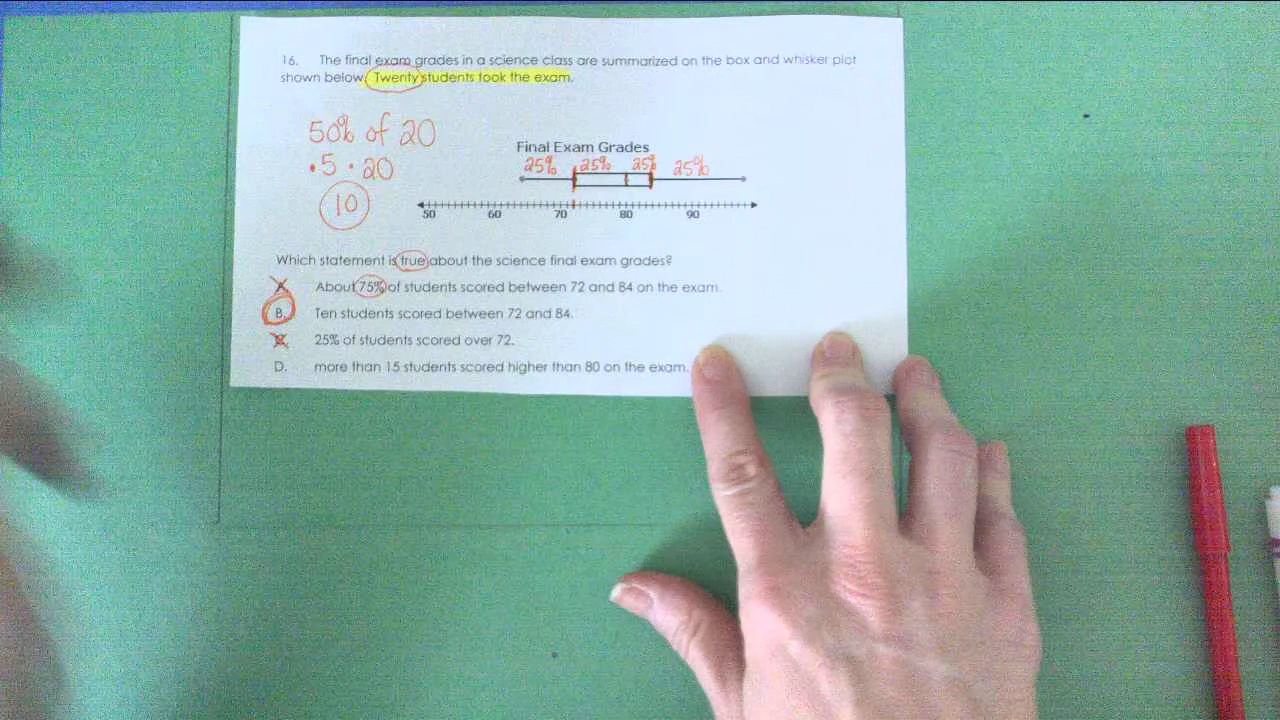 16. The final exam grades in a science class are summarized on the box and whisker plot
shown below. Twenty students took the exam.
50% of 20
.5 · 20
10
Final Exam Grades
25% 25% 25% 25%
50 60 70 80 90
Which statement is true about the science final exam grades?
A. About 75% of students scored between 72 and 84 on the exam.
B. Ten students scored between 72 and 84.
C. 25% of students scored over 72.
D. more than 15 students scored higher than 80 on the exam.